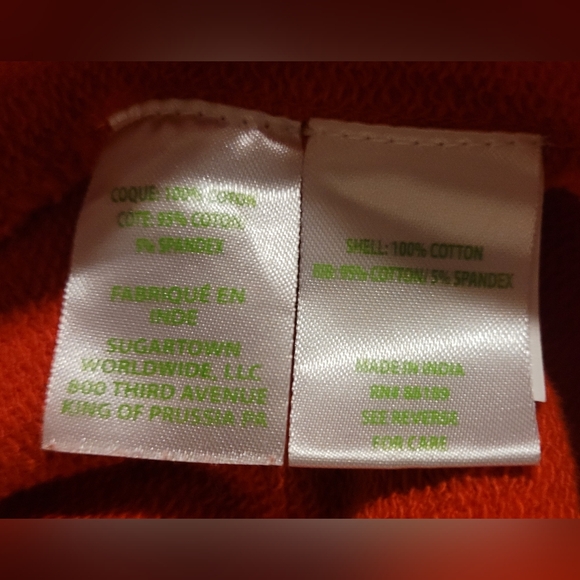 COQUE: 100% COTON
CÔTE: 95% COTON,
5% SPANDEX
FABRIQUÉ EN
INDE
SUGARTOWN
WORLDWIDE, LLC
800 THIRD AVENUE
KING OF PRUSSIA PA
SHELL: 100% COTTON
RIB: 95% COTTON/ 5% SPANDEX
MADE IN INDIA
RN#
SEE REVERSE
FOR CARE